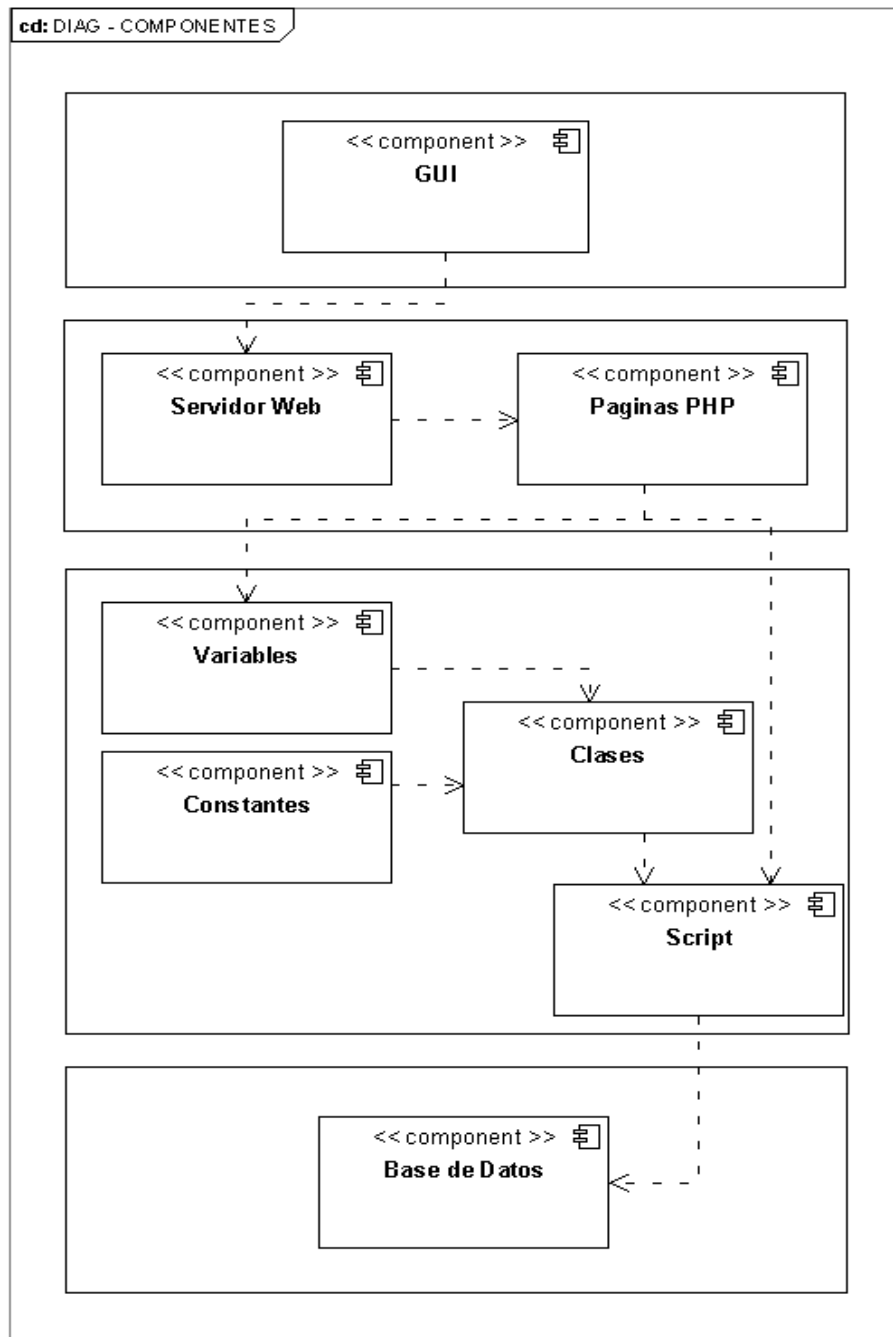 cd: DIAG - COMPONENTES
<< component >>
GUI
<< component >>
Servidor Web
<< component >>
Paginas PHP
<< component >>
Variables
<< component >>
Clases
<< component >>
Constantes
<< component >>
Script
<< component >>
Base de Datos